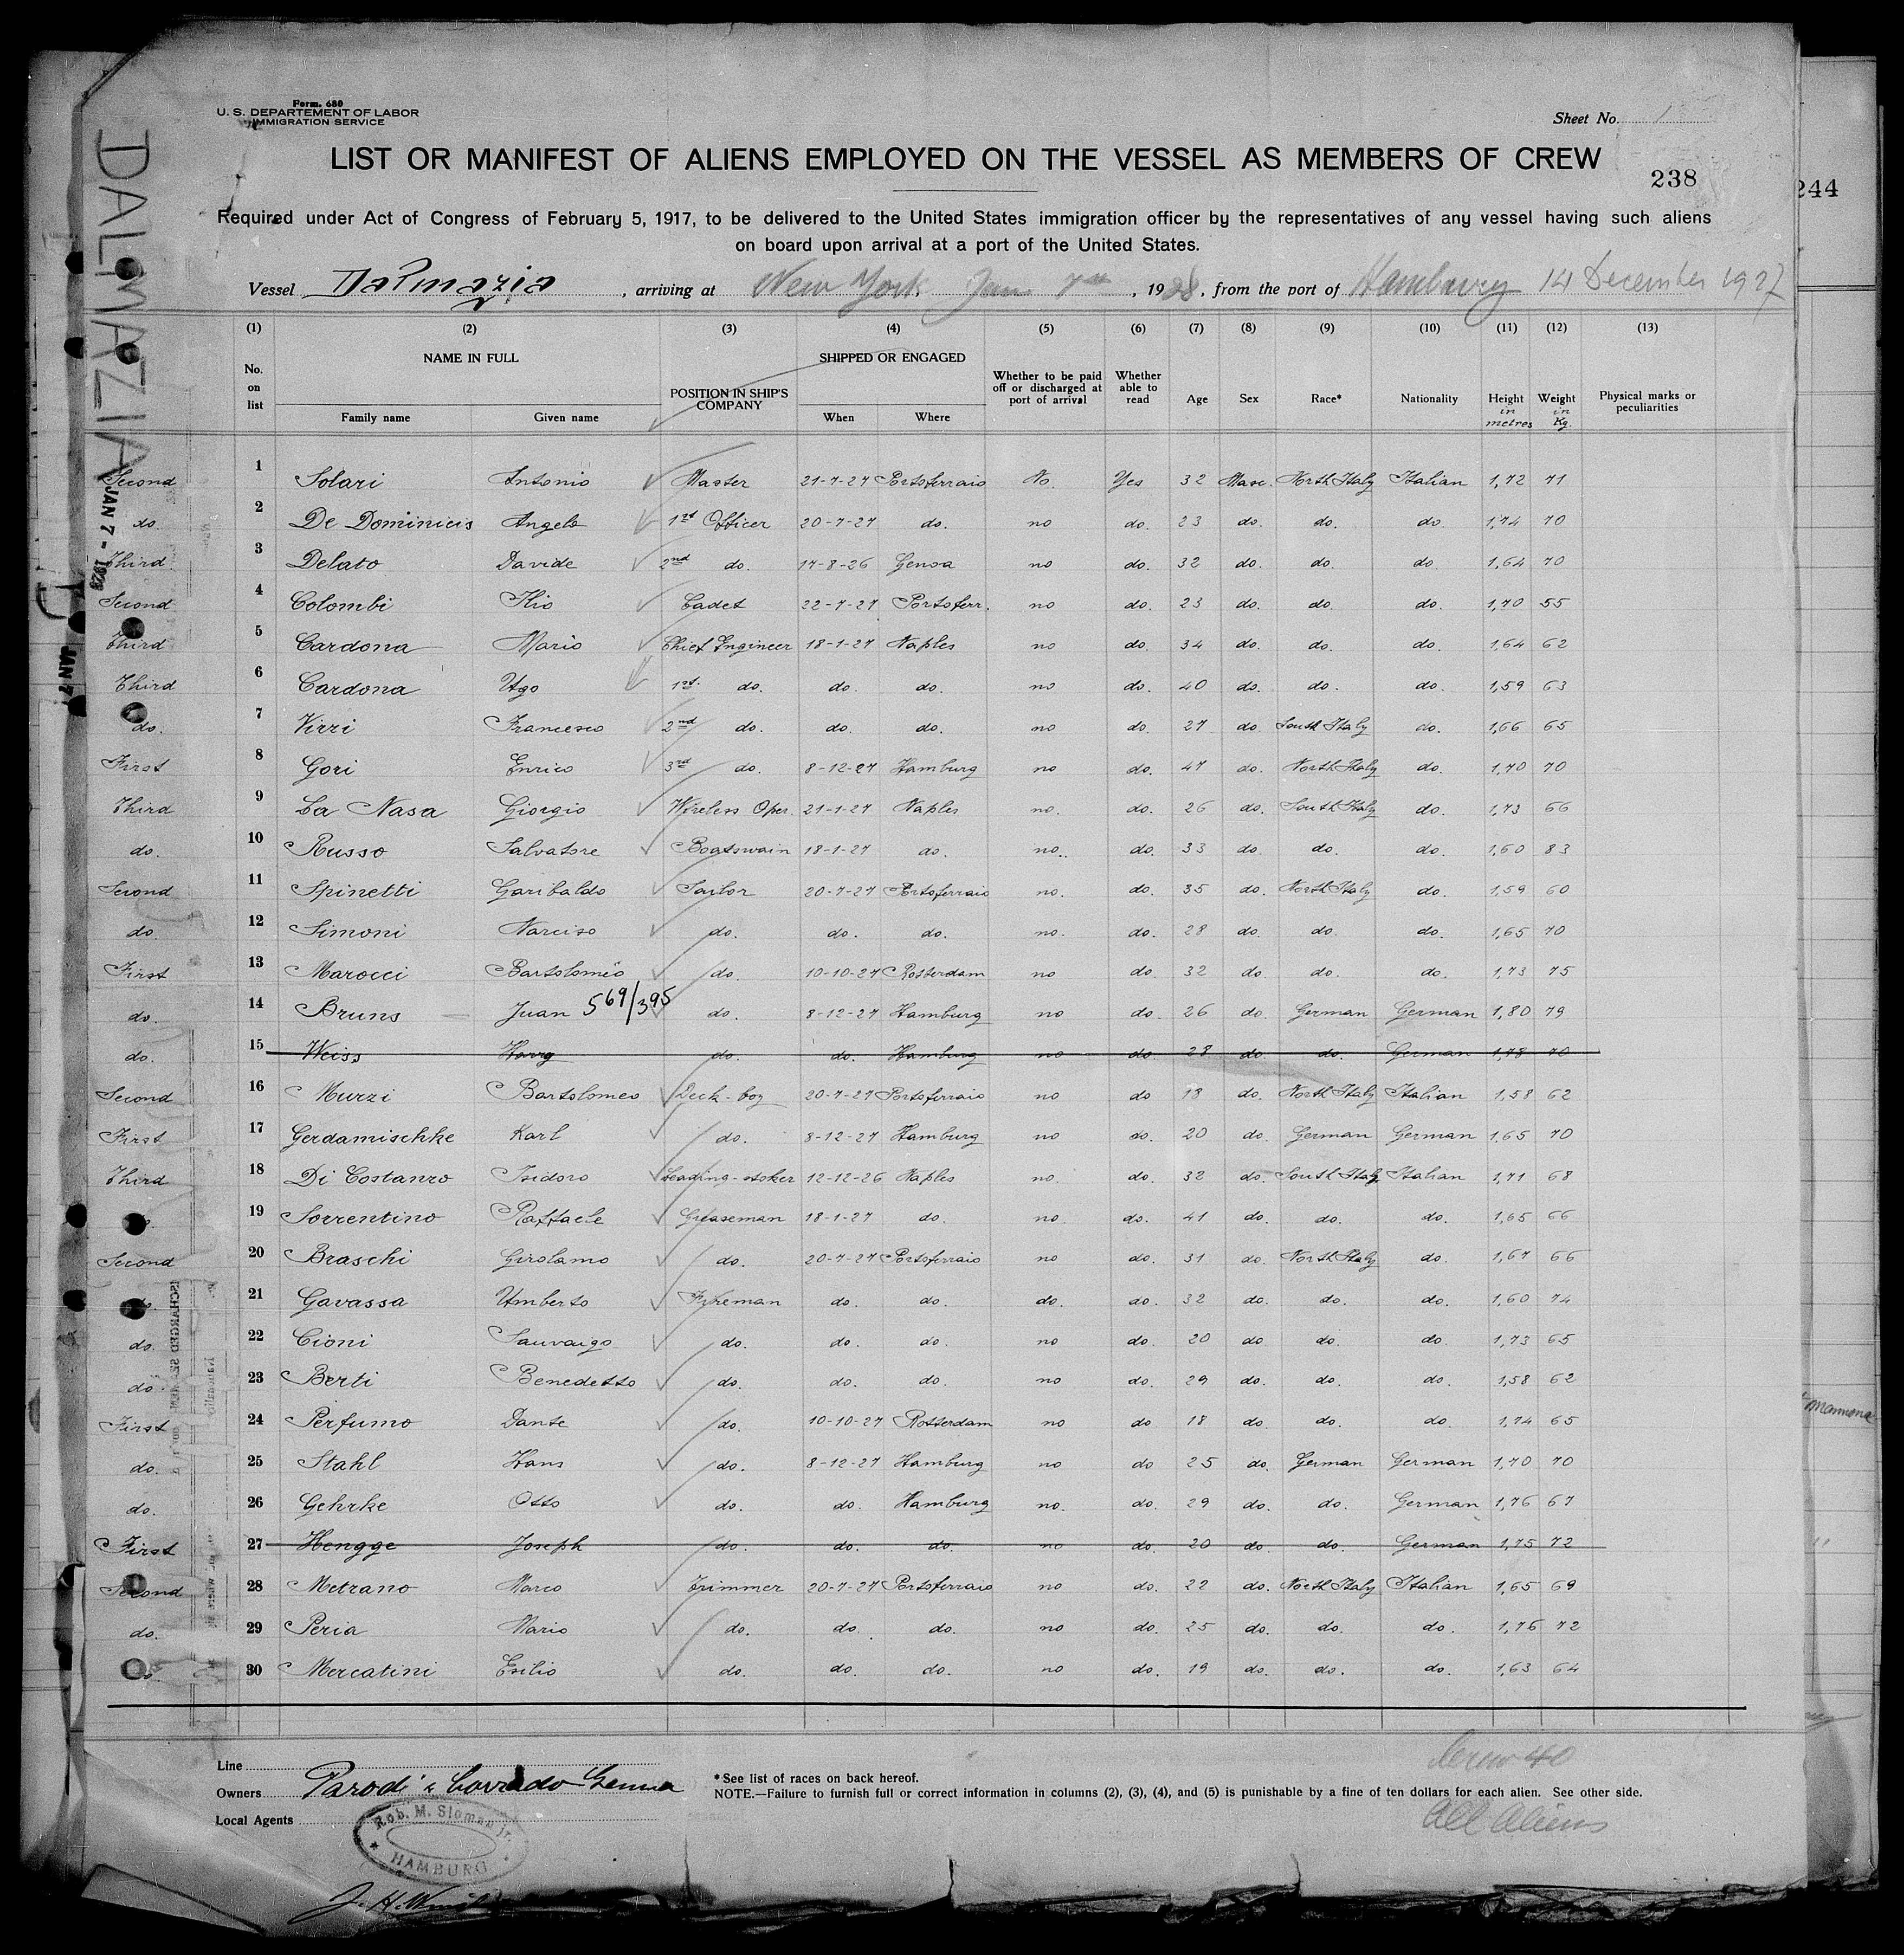 Form. 680
U. S. DEPARTEMENT OF LABOR
IMMIGRATION SERVICE
Sheet No. 1
LIST OR MANIFEST OF ALIENS EMPLOYED ON THE VESSEL AS MEMBERS OF CREW
238
244
Required under Act of Congress of February 5, 1917, to be delivered to the United States immigration officer by the representatives of any vessel having such aliens
on board upon arrival at a port of the United States.
Vessel Dalmazia, arriving at New York, Jan 7th, 1928, from the port of Hamburg 14 December 1927
DALMAZIA
JAN 7 - 1928
JAN 7
(1) (2) (3) (4) (5) (6) (7) (8) (9) (10) (11) (12) (13)
No. on list NAME IN FULL Family name Given name POSITION IN SHIP'S COMPANY SHIPPED OR ENGAGED When Where Whether to be paid off or discharged at port of arrival Whether able to read Age Sex Race* Nationality Height in metres Weight in Kg. Physical marks or peculiarities
Second 1 Solari Antonio Master 21-7-27 Portoferraio No. Yes 32 Masc. North Italy Italian 1,72 71
do. 2 De Dominicis Angelo 1st Officer 20-7-27 do. no do. 23 do. do. do. 1,74 70
Third 3 Delato Davide 2nd do. 17-8-26 Genoa no do. 32 do. do. do 1,64 70
Second 4 Colombi Ilio Cadet 22-7-27 Portoferr. no do. 23 do. do. do. 1,70 55
Third 5 Cardona Mario Chief Engineer 18-1-27 Naples no do. 34 do. do. do. 1,64 62
Third 6 Cardona Ugo 1st. do. do. do. no do. 40 do. do. do. 1,59 63
do. 7 Virzi Francesco 2nd do. do. do. no do. 27 do South Italy do. 1,66 65
First 8 Gori Enrico 3rd do. 8-12-27 Hamburg no do. 47 do. North Italy do. 1,70 70
Third 9 La Nasa Giorgio Wireless Oper. 21-1-27 Naples no. do. 26 do. South Italy do. 1,73 66
do. 10 Russo Salvatore Boatswain 18-1-27 do. no.. do. 33 do do. do. 1,60 83
Second 11 Spinetti Garibaldo Sailor 20-7-27 Portoferraio no. do. 35 do. North Italy do. 1,59 60
do. 12 Simoni Narciso do. do. do. no. do. 28 do. do. do. 1,65 70
First 13 Marocci Bartolomeo do. 10-10-27 Rotterdam no do. 32 do. do. do. 1,73 75
do. 14 Bruns Juan 569/395 do. 8-12-27 Hamburg no do. 26 do German German 1,80 79
do. 15 Weiss Harry do. do. Hamburg no do 28 do do. German 1,78 70
Second 16 Murzi Bartolomeo Deck-boy 20-7-27 Portoferraio no do 18 do. North Italy Italian 1,58 62
First 17 Gerdamischke Karl do. 8-12-27 Hamburg no do. 20 do. German German 1,65 70
Third 18 Di Costanzo Isidoro Leading-stoker 12-12-26 Naples no. do. 32 do. South Italy Italian 1,71 68
do. 19 Sorrentino Raffaele Greaseman 18-1-27 do. no. do. 41 do. do. do. 1,65 66
Second 20 Braschi Girolamo do. 20-7-27 Portoferraio no do. 31 do. North Italy do. 1,67 66
do. 21 Gavassa Umberto Fireman do. do. do. do. 32 do. do. do. 1,60 74
do. 22 Cioni Sauvaigo do. do. do. no do. 20 do do. do. 1,73 65
do. 23 Berti Benedetto do. do. do. no do. 29 do. do. do. 1,58 62
First 24 Perfumo Dante do. 10-10-27 Rotterdam no do 18 do. do. do. 1,74 65
do. 25 Stahl Hans do. 8-12-27 Hamburg no do 25 do. German German 1,70 70
do. 26 Gehrke Otto do. do. Hamburg no. do. 29 do. do. German 1,76 67
First 27 Hengge Joseph do. do. do. no do. 20 do. do. German 1,75 72
Second 28 Metrano Marco Trimmer 20-7-27 Portoferraio no do. 22 do. North Italy Italian 1,65 69
do. 29 Peria Mario do. do. do. no do. 25 do. do. do. 1,76 72
do. 30 Mercatini Esilio do. do. do. no do. 19 do. do. do. 1,63 64
Line
Owners Parodi & Corrado Genua
Local Agents
Rob. M. Sloman Jr. HAMBURG
*See list of races on back hereof.
NOTE.—Failure to furnish full or correct information in columns (2), (3), (4), and (5) is punishable by a fine of ten dollars for each alien. See other side.
Crew 40
All aliens